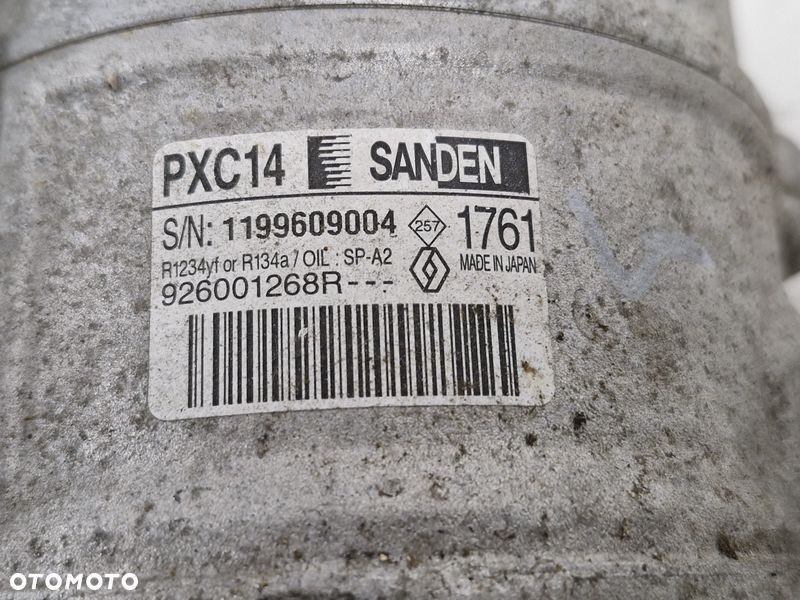 PXC14 SANDEN
S/N: 1199609004 257 1761
R1234yf or R134a / OIL : SP-A2 MADE IN JAPAN
926001268R---
OTOMOTO